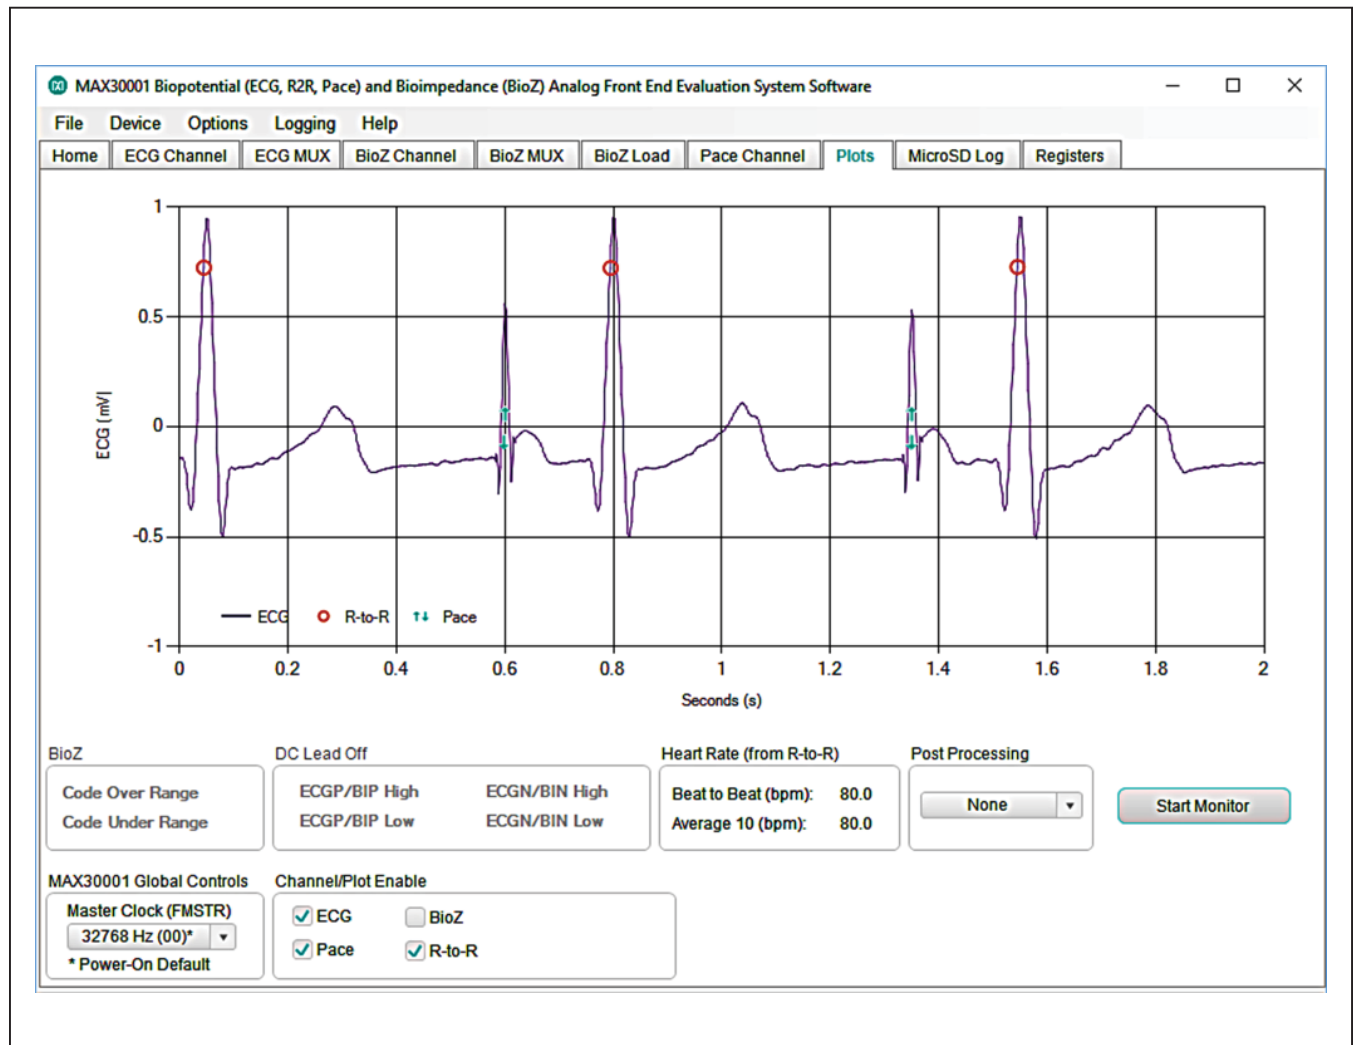 MAX30001 Biopotential (ECG, R2R, Pace) and Bioimpedance (BioZ) Analog Front End Evaluation System Software
File Device Options Logging Help
Home ECG Channel ECG MUX BioZ Channel BioZ MUX BioZ Load Pace Channel Plots MicroSD Log Registers
1
0.5
0
-0.5
-1
ECG (mV)
ECG R-to-R Pace
0 0.2 0.4 0.6 0.8 1 1.2 1.4 1.6 1.8 2
Seconds (s)
BioZ
Code Over Range
Code Under Range
DC Lead Off
ECGP/BIP High ECGN/BIN High
ECGP/BIP Low ECGN/BIN Low
Heart Rate (from R-to-R)
Beat to Beat (bpm): 80.0
Average 10 (bpm): 80.0
Post Processing
None
Start Monitor
MAX30001 Global Controls
Master Clock (FMSTR)
32768 Hz (00)*
* Power-On Default
Channel/Plot Enable
ECG BioZ
Pace R-to-R